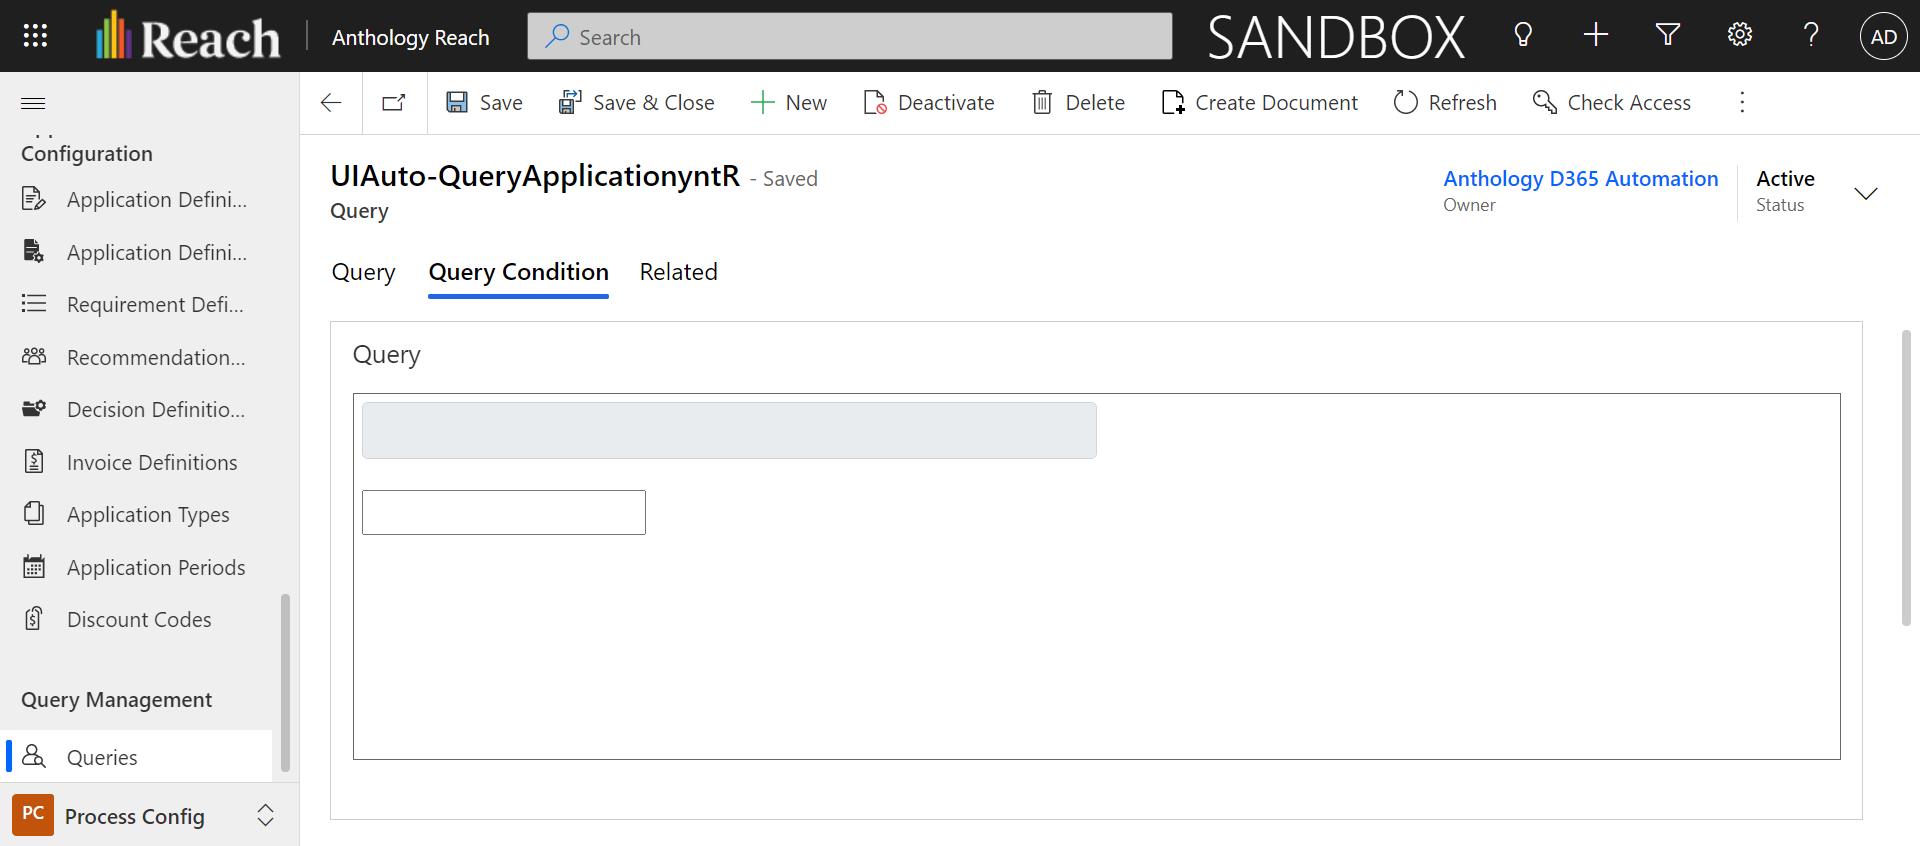 Reach
Anthology Reach
Search
SANDBOX
AD
Save
Save & Close
New
Deactivate
Delete
Create Document
Refresh
Check Access
Configuration
Application Defini...
Application Defini...
Requirement Defi...
Recommendation...
Decision Definitio...
Invoice Definitions
Application Types
Application Periods
Discount Codes
Query Management
Queries
PC
Process Config
UIAuto-QueryApplicationyntR - Saved
Query
Anthology D365 Automation
Owner
Active
Status
Query
Query Condition
Related
Query